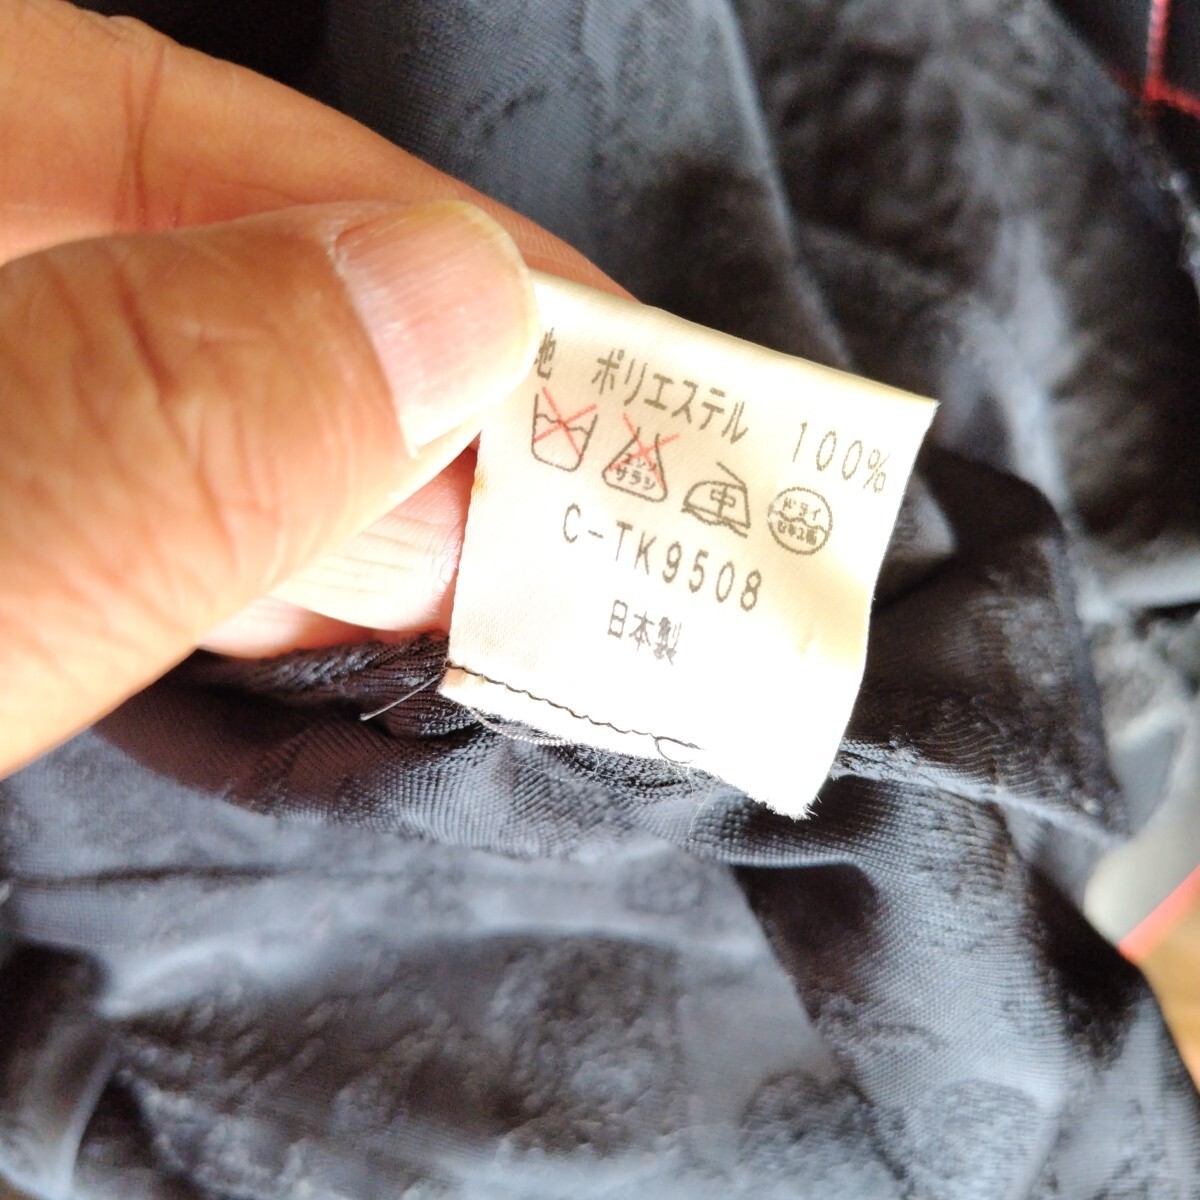 地 ポリエステル 100%
エンソ サラシ 中 ドライ セキユ系
C-TK9508
日本製